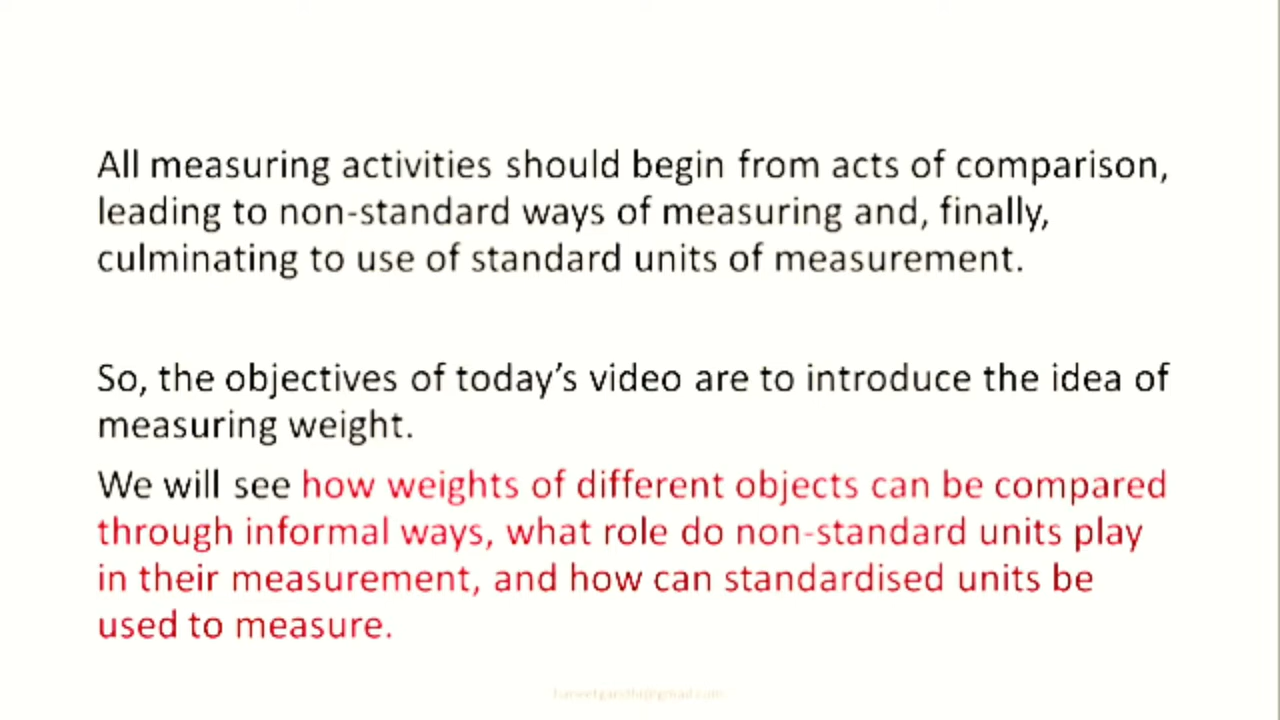 All measuring activities should begin from acts of comparison,
leading to non-standard ways of measuring and, finally,
culminating to use of standard units of measurement.
So, the objectives of today's video are to introduce the idea of
measuring weight.
We will see how weights of different objects can be compared
through informal ways, what role do non-standard units play
in their measurement, and how can standardised units be
used to measure.